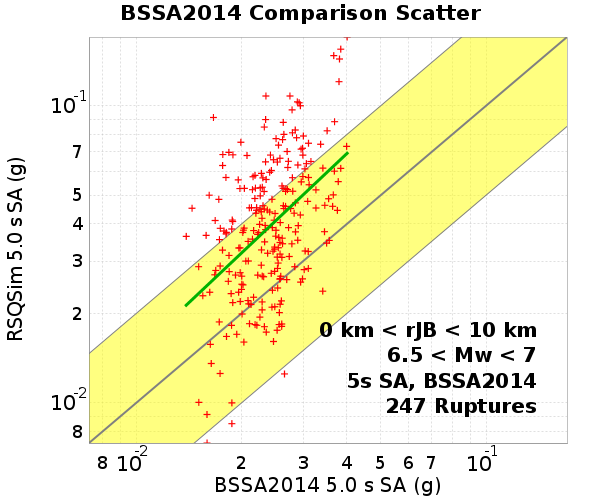 BSSA2014 Comparison Scatter
RSQSim 5.0 s SA (g)
10-1
7
5
4
3
2
10-2
8
0 km < rJB < 10 km
6.5 < Mw < 7
5s SA, BSSA2014
247 Ruptures
8 10-2 2 3 4 5 6 7 10-1
BSSA2014 5.0 s SA (g)